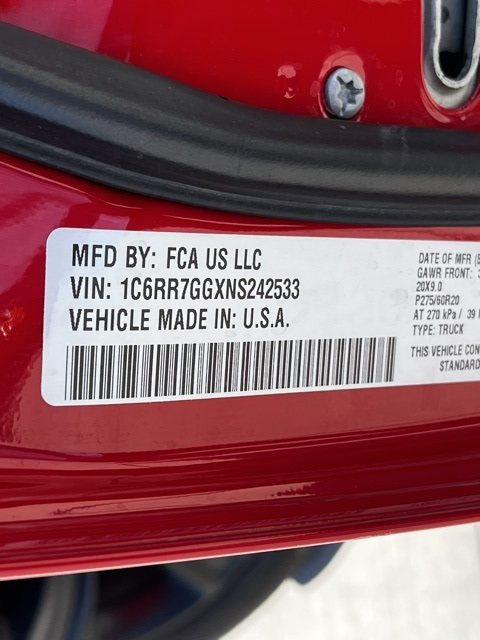 MFD BY: FCA US LLC
VIN: 1C6RR7GGXNS242533
VEHICLE MADE IN: U.S.A.
DATE OF MFR
GAWR FRONT:
20X9.0
P275/60R20
AT 270 kPa / 39
TYPE: TRUCK
THIS VEHICLE
STANDARD